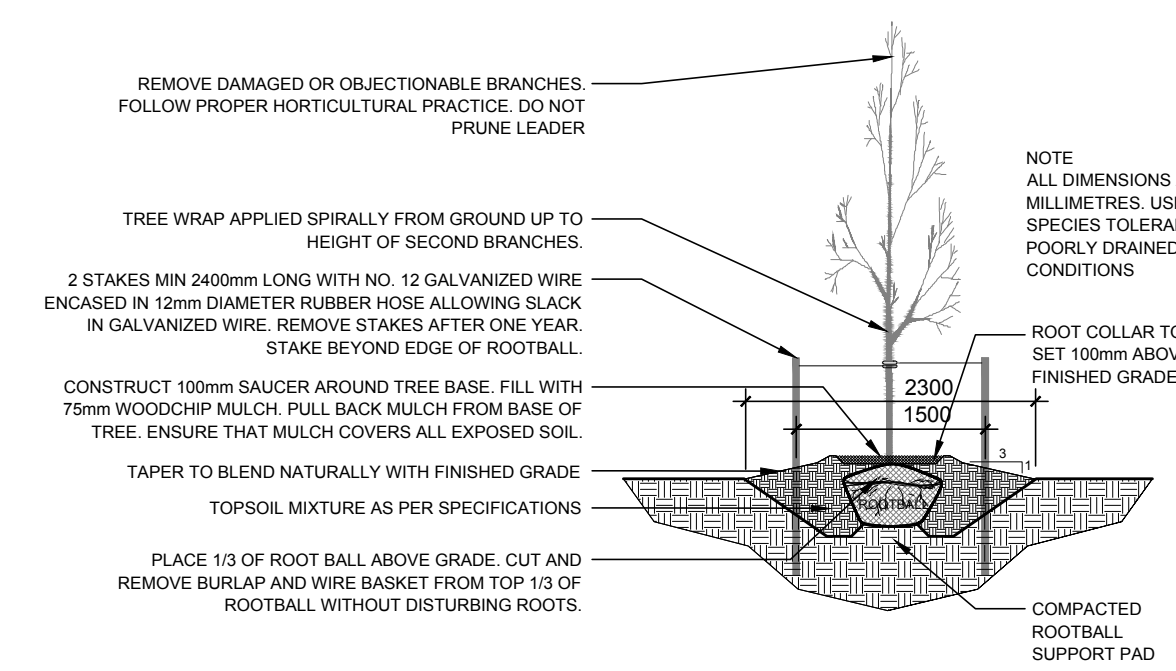 REMOVE DAMAGED OR OBJECTIONABLE BRANCHES.
FOLLOW PROPER HORTICULTURAL PRACTICE. DO NOT
PRUNE LEADER
TREE WRAP APPLIED SPIRALLY FROM GROUND UP TO
HEIGHT OF SECOND BRANCHES.
2 STAKES MIN 2400mm LONG WITH NO. 12 GALVANIZED WIRE
ENCASED IN 12mm DIAMETER RUBBER HOSE ALLOWING SLACK
IN GALVANIZED WIRE. REMOVE STAKES AFTER ONE YEAR.
STAKE BEYOND EDGE OF ROOTBALL.
CONSTRUCT 100mm SAUCER AROUND TREE BASE. FILL WITH
75mm WOODCHIP MULCH. PULL BACK MULCH FROM BASE OF
TREE. ENSURE THAT MULCH COVERS ALL EXPOSED SOIL.
TAPER TO BLEND NATURALLY WITH FINISHED GRADE
TOPSOIL MIXTURE AS PER SPECIFICATIONS
PLACE 1/3 OF ROOT BALL ABOVE GRADE. CUT AND
REMOVE BURLAP AND WIRE BASKET FROM TOP 1/3 OF
ROOTBALL WITHOUT DISTURBING ROOTS.
2300
1500
3
1
ROOTBALL
NOTE
ALL DIMENSIONS
MILLIMETRES.
SPECIES
POORLY DRAINED
CONDITIONS
ROOT COLLAR
SET 100mm
FINISHED GRADE
COMPACTED
ROOTBALL
SUPPORT PAD